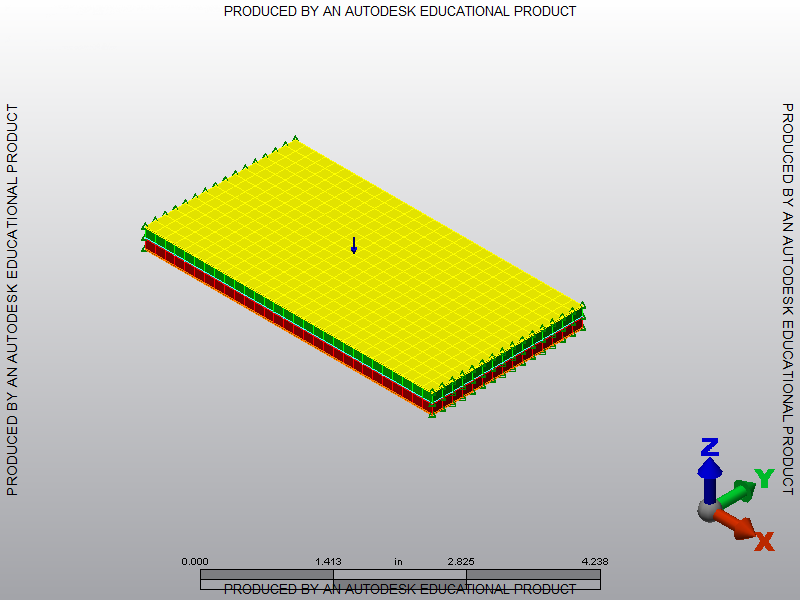 PRODUCED BY AN AUTODESK EDUCATIONAL PRODUCT
PRODUCED BY AN AUTODESK EDUCATIONAL PRODUCT
PRODUCED BY AN AUTODESK EDUCATIONAL PRODUCT
Z
Y
X
0.000 1.413 in 2.825 4.238
PRODUCED BY AN AUTODESK EDUCATIONAL PRODUCT